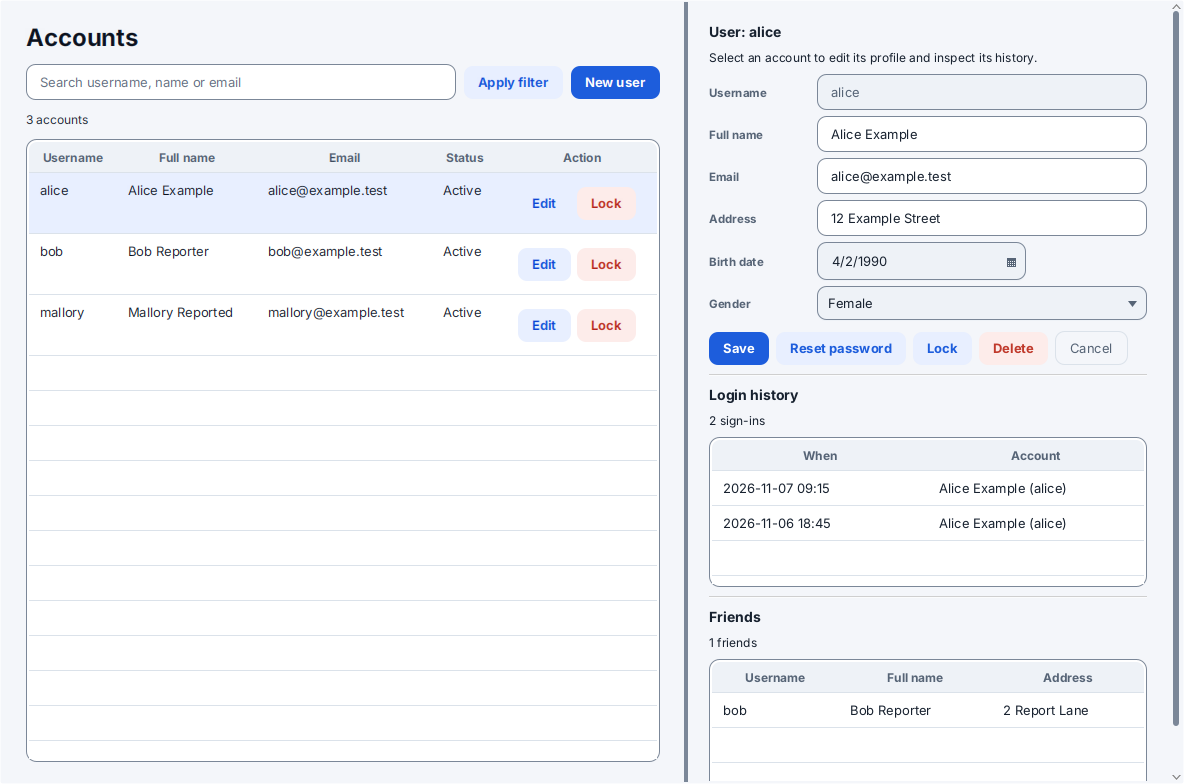 Accounts
Search username, name or email
Apply filter
New user
3 accounts
Username Full name Email Status Action
alice Alice Example alice@example.test Active Edit Lock
bob Bob Reporter bob@example.test Active Edit Lock
mallory Mallory Reported mallory@example.test Active Edit Lock
User: alice
Select an account to edit its profile and inspect its history.
Username alice
Full name Alice Example
Email alice@example.test
Address 12 Example Street
Birth date 4/2/1990
Gender Female
Save Reset password Lock Delete Cancel
Login history
2 sign-ins
When Account
2026-11-07 09:15 Alice Example (alice)
2026-11-06 18:45 Alice Example (alice)
Friends
1 friends
Username Full name Address
bob Bob Reporter 2 Report Lane